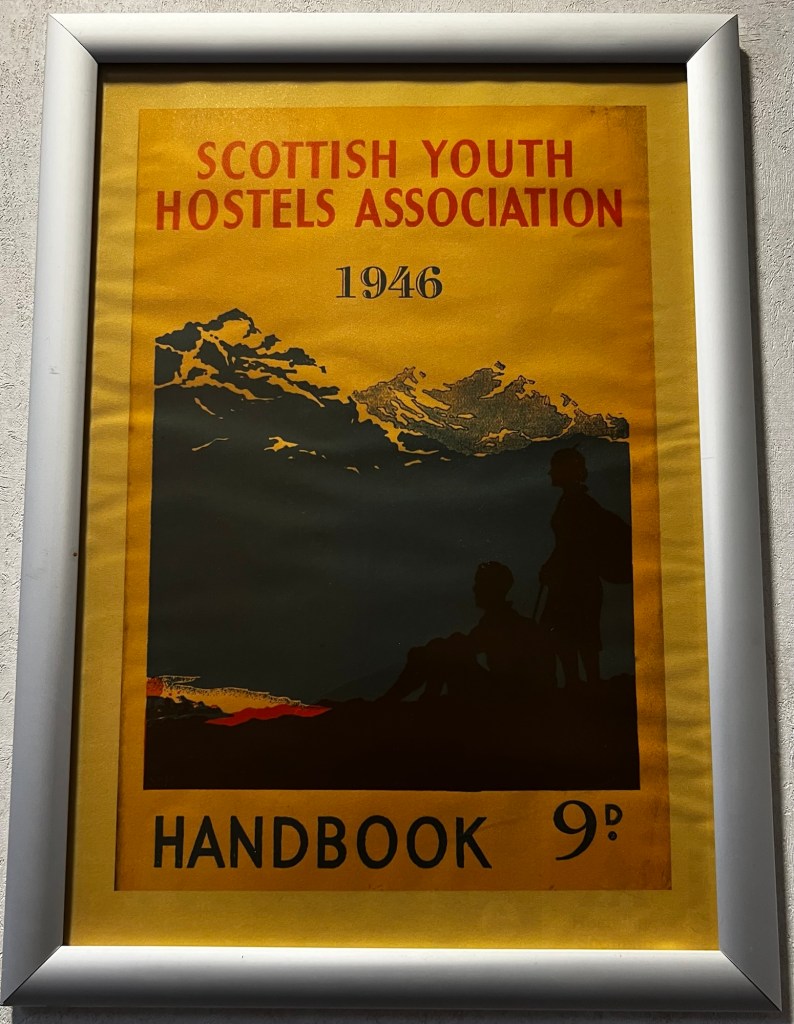 SCOTTISH YOUTH
HOSTELS ASSOCIATION
1946
HANDBOOK 9D.